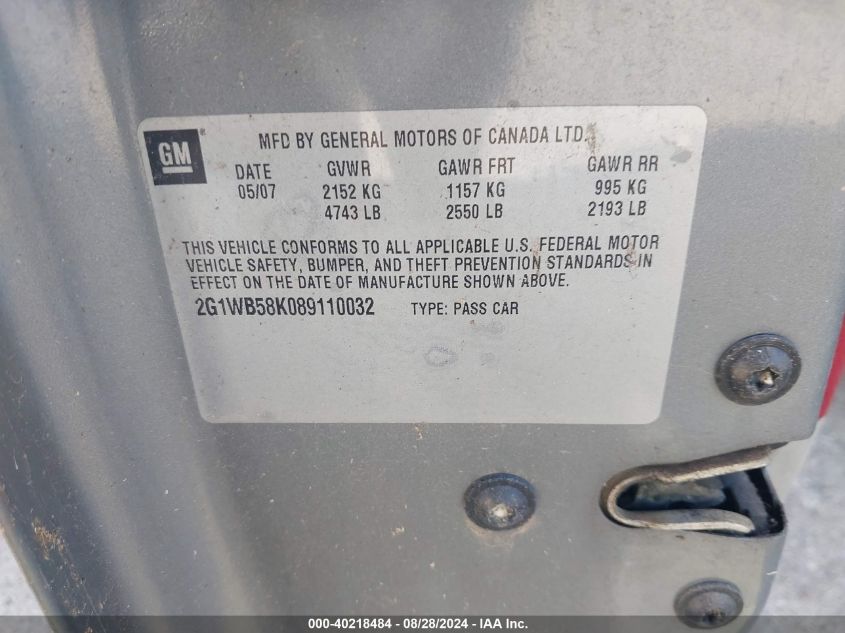 GM
MFD BY GENERAL MOTORS OF CANADA LTD.
DATE GVWR GAWR FRT GAWR RR
05/07 2152 KG 1157 KG 995 KG
4743 LB 2550 LB 2193 LB
THIS VEHICLE CONFORMS TO ALL APPLICABLE U.S. FEDERAL MOTOR
VEHICLE SAFETY, BUMPER, AND THEFT PREVENTION STANDARDS IN
EFFECT ON THE DATE OF MANUFACTURE SHOWN ABOVE.
2G1WB58K089110032 TYPE: PASS CAR
000-40218484 - 08/28/2024 - IAA Inc.